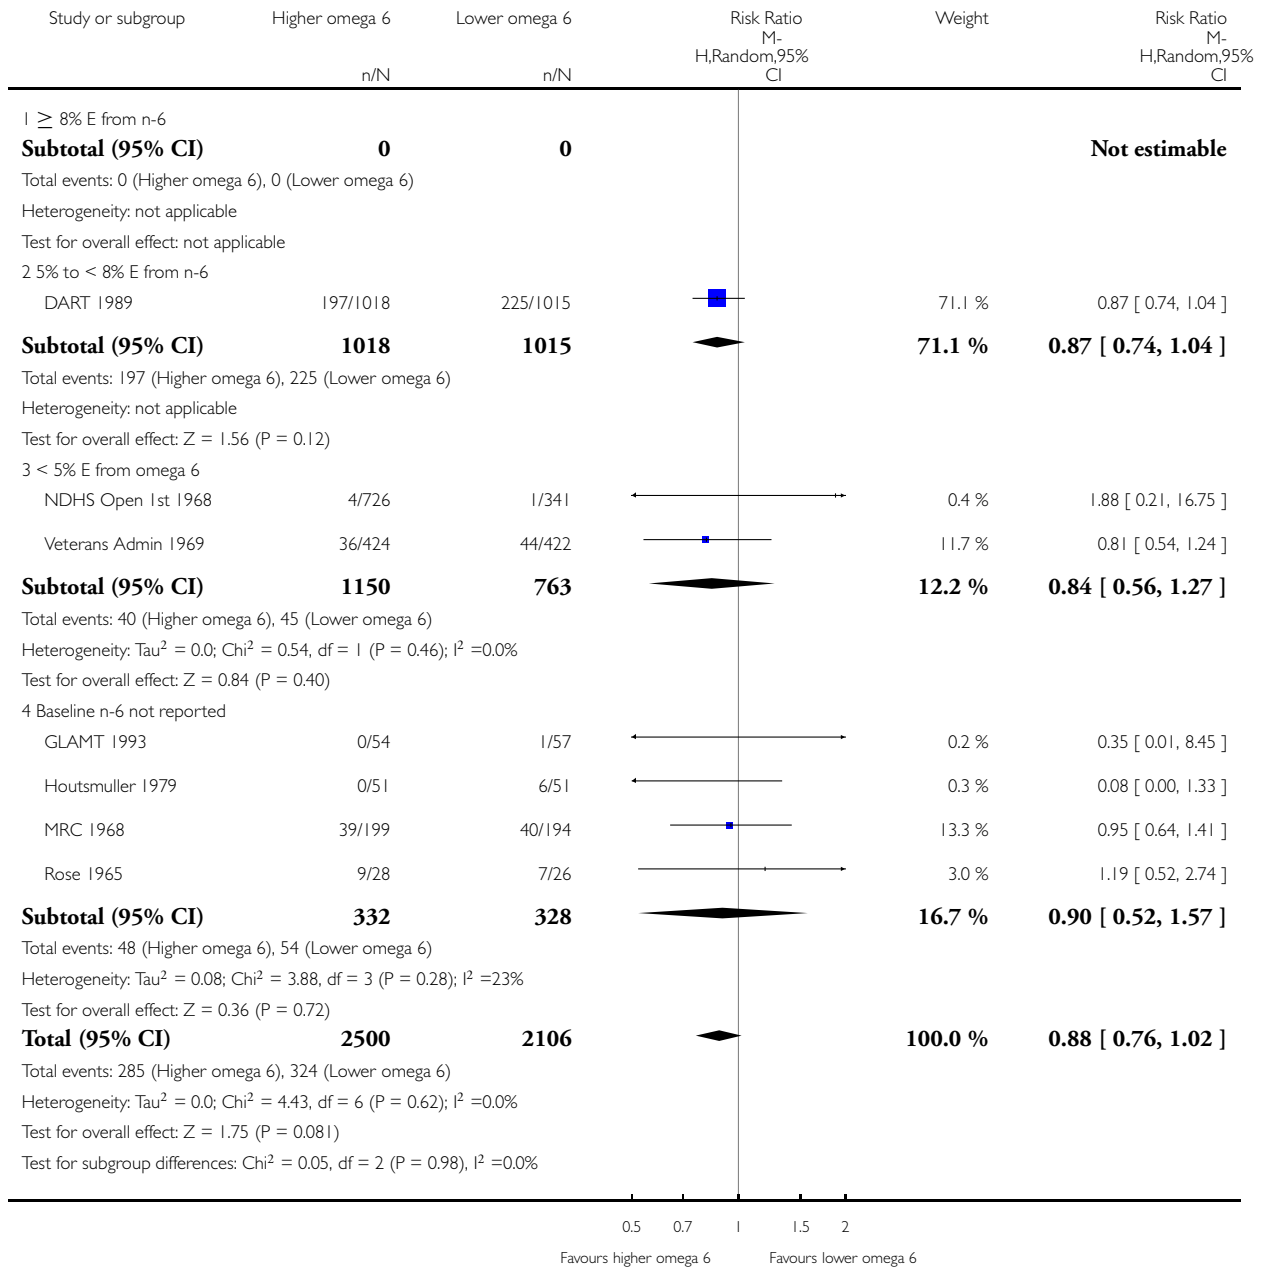 Study or subgroup Higher omega 6 Lower omega 6 Risk Ratio Weight Risk Ratio
M- M-
H,Random,95% H,Random,95%
n/N n/N CI CI
1 ≥ 8% E from n-6
Subtotal (95% CI) 0 0 Not estimable
Total events: 0 (Higher omega 6), 0 (Lower omega 6)
Heterogeneity: not applicable
Test for overall effect: not applicable
2 5% to < 8% E from n-6
DART 1989 197/1018 225/1015 71.1 % 0.87 [ 0.74, 1.04 ]
Subtotal (95% CI) 1018 1015 71.1 % 0.87 [ 0.74, 1.04 ]
Total events: 197 (Higher omega 6), 225 (Lower omega 6)
Heterogeneity: not applicable
Test for overall effect: Z = 1.56 (P = 0.12)
3 < 5% E from omega 6
NDHS Open 1st 1968 4/726 1/341 0.4 % 1.88 [ 0.21, 16.75 ]
Veterans Admin 1969 36/424 44/422 11.7 % 0.81 [ 0.54, 1.24 ]
Subtotal (95% CI) 1150 763 12.2 % 0.84 [ 0.56, 1.27 ]
Total events: 40 (Higher omega 6), 45 (Lower omega 6)
Heterogeneity: Tau² = 0.0; Chi² = 0.54, df = 1 (P = 0.46); I² =0.0%
Test for overall effect: Z = 0.84 (P = 0.40)
4 Baseline n-6 not reported
GLAMT 1993 0/54 1/57 0.2 % 0.35 [ 0.01, 8.45 ]
Houtsmuller 1979 0/51 6/51 0.3 % 0.08 [ 0.00, 1.33 ]
MRC 1968 39/199 40/194 13.3 % 0.95 [ 0.64, 1.41 ]
Rose 1965 9/28 7/26 3.0 % 1.19 [ 0.52, 2.74 ]
Subtotal (95% CI) 332 328 16.7 % 0.90 [ 0.52, 1.57 ]
Total events: 48 (Higher omega 6), 54 (Lower omega 6)
Heterogeneity: Tau² = 0.08; Chi² = 3.88, df = 3 (P = 0.28); I² =23%
Test for overall effect: Z = 0.36 (P = 0.72)
Total (95% CI) 2500 2106 100.0 % 0.88 [ 0.76, 1.02 ]
Total events: 285 (Higher omega 6), 324 (Lower omega 6)
Heterogeneity: Tau² = 0.0; Chi² = 4.43, df = 6 (P = 0.62); I² =0.0%
Test for overall effect: Z = 1.75 (P = 0.081)
Test for subgroup differences: Chi² = 0.05, df = 2 (P = 0.98), I² =0.0%
0.5 0.7 1 1.5 2
Favours higher omega 6 Favours lower omega 6